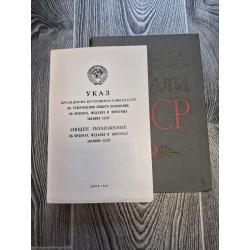 УКАЗ
ПРЕЗИДИУМА ВЕРХОВНОГО СОВЕТА СССР
ОБ УТВЕРЖДЕНИИ ОБЩЕГО ПОЛОЖЕНИЯ
ОБ ОРДЕНАХ, МЕДАЛЯХ И ПОЧЕТНЫХ
ЗВАНИЯХ СССР
ОБЩЕЕ ПОЛОЖЕНИЕ
ОБ ОРДЕНАХ, МЕДАЛЯХ И ПОЧЕТНЫХ
ЗВАНИЯХ СССР